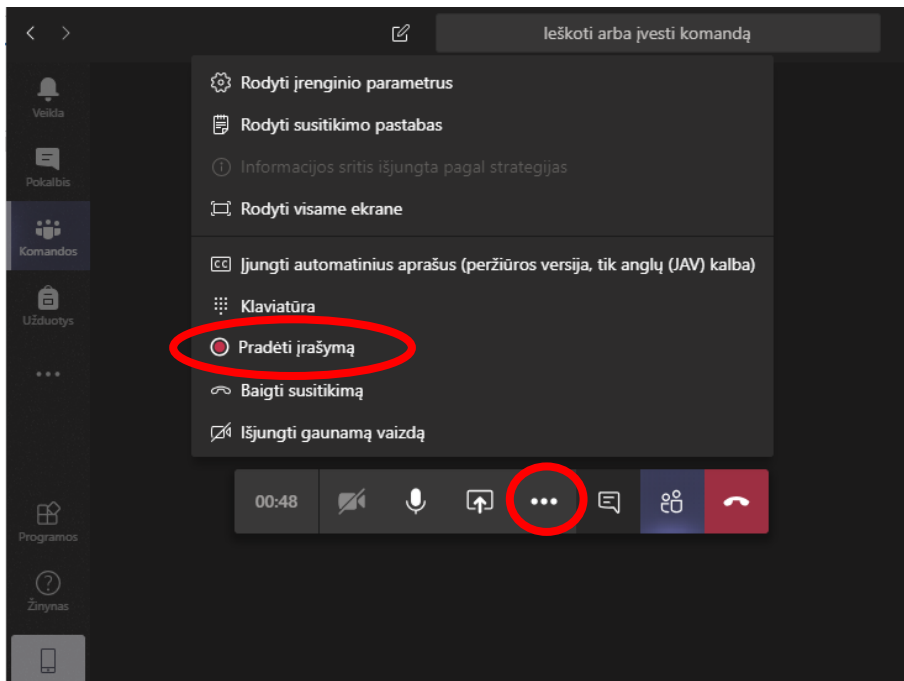 Ieškoti arba įvesti komandą
Veikla
Pokalbis
Komandos
Užduotys
Programos
Žinynas
Rodyti įrenginio parametrus
Rodyti susitikimo pastabas
Informacijos sritis išjungta pagal strategijas
Rodyti visame ekrane
CC Įjungti automatinius aprašus (peržiūros versija, tik anglų (JAV) kalba)
Klaviatūra
Pradėti įrašymą
Baigti susitikimą
Išjungti gaunamą vaizdą
00:48